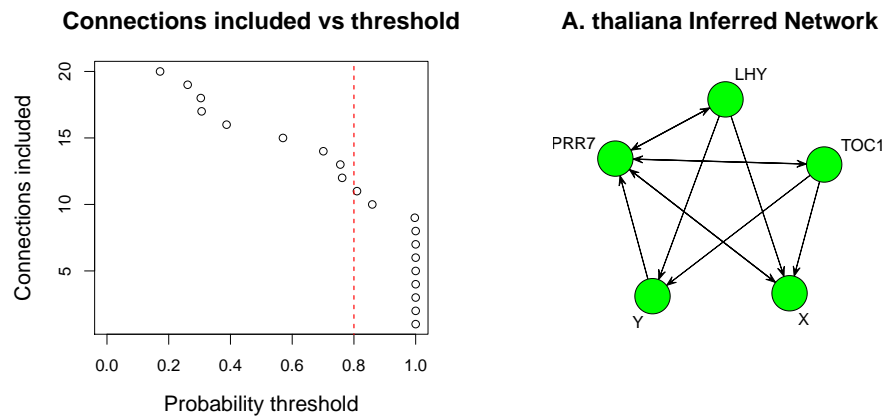 Connections included vs threshold
Connections included
20
15
10
5
0.0 0.2 0.4 0.6 0.8 1.0
Probability threshold
A. thaliana Inferred Network
LHY
PRR7
TOC1
Y
X